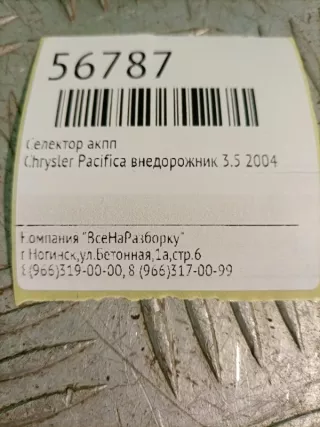 56787
Селектор акпп
Chrysler Pacifica внедорожник 3.5 2004
Компания "ВсеНаРазборку"
г.Ногинск,ул.Бетонная,1а,стр.6
8(966)319-00-00, 8 (966)317-00-99